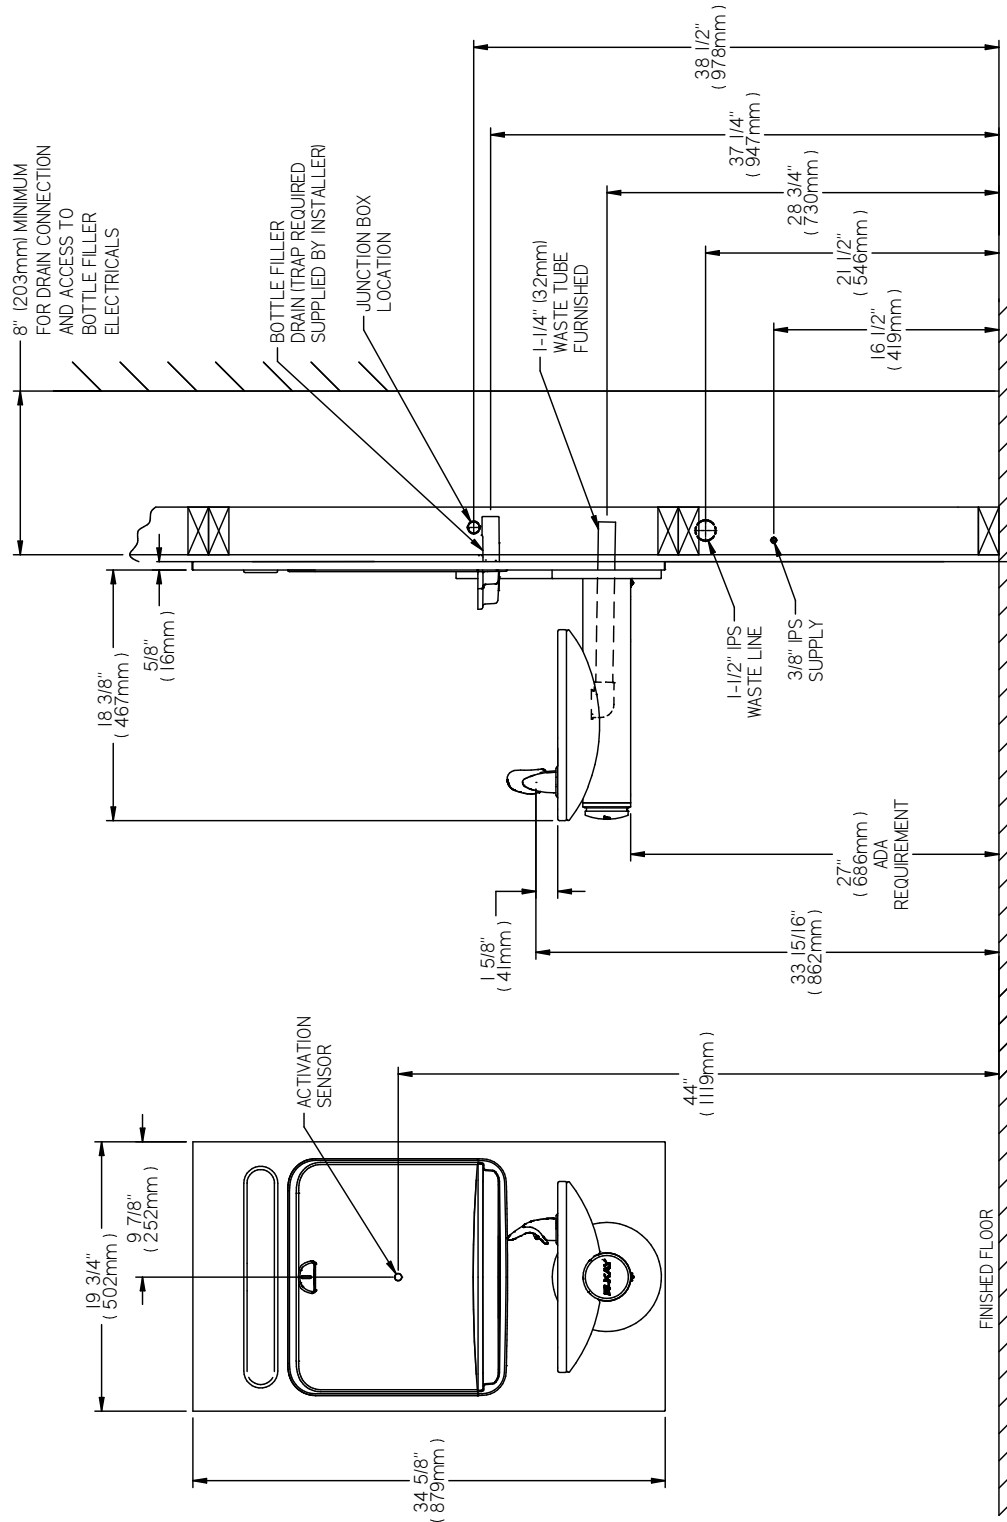 34 5/8"
( 879mm )
19 3/4"
( 502mm )
9 7/8"
( 252mm )
ACTIVATION
SENSOR
ELKAY
44"
( 1119mm )
FINISHED FLOOR
1 5/8"
( 41mm )
33 15/16"
( 862mm )
27"
( 686mm )
ADA
REQUIREMENT
18 3/8"
( 467mm )
5/8"
( 16mm )
8" (203mm) MINIMUM
FOR DRAIN CONNECTION
AND ACCESS TO
BOTTLE FILLER
ELECTRICALS
BOTTLE FILLER
DRAIN (TRAP REQUIRED
SUPPLIED BY INSTALLER)
JUNCTION BOX
LOCATION
1-1/4" (32mm)
WASTE TUBE
FURNISHED
1-1/2" IPS
WASTE LINE
3/8" IPS
SUPPLY
38 1/2"
( 978mm )
37 1/4"
( 947mm )
28 3/4"
( 730mm )
21 1/2"
( 546mm )
16 1/2"
( 419mm )